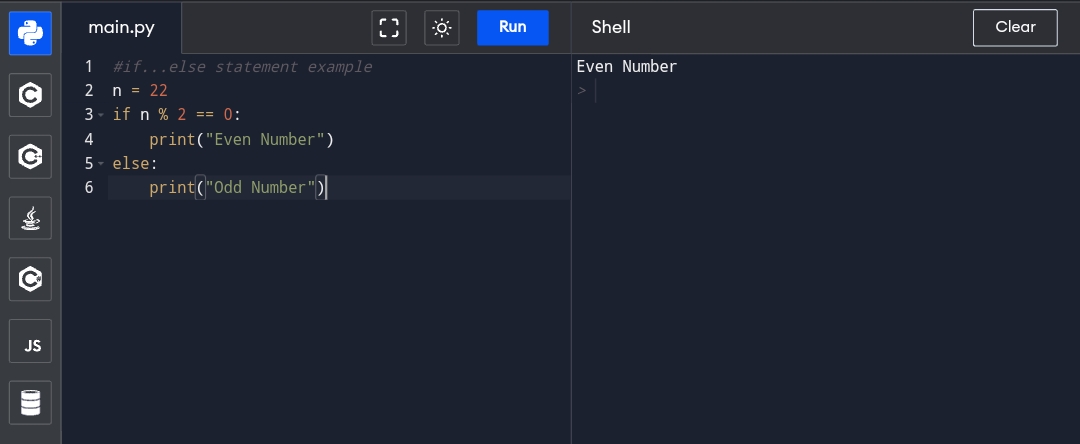 main.py
Run
Shell
Clear
1 #if...else statement example
2 n = 22
3 if n % 2 == 0:
4     print("Even Number")
5 else:
6     print("Odd Number")
Even Number
>
C
C++
C#
JS